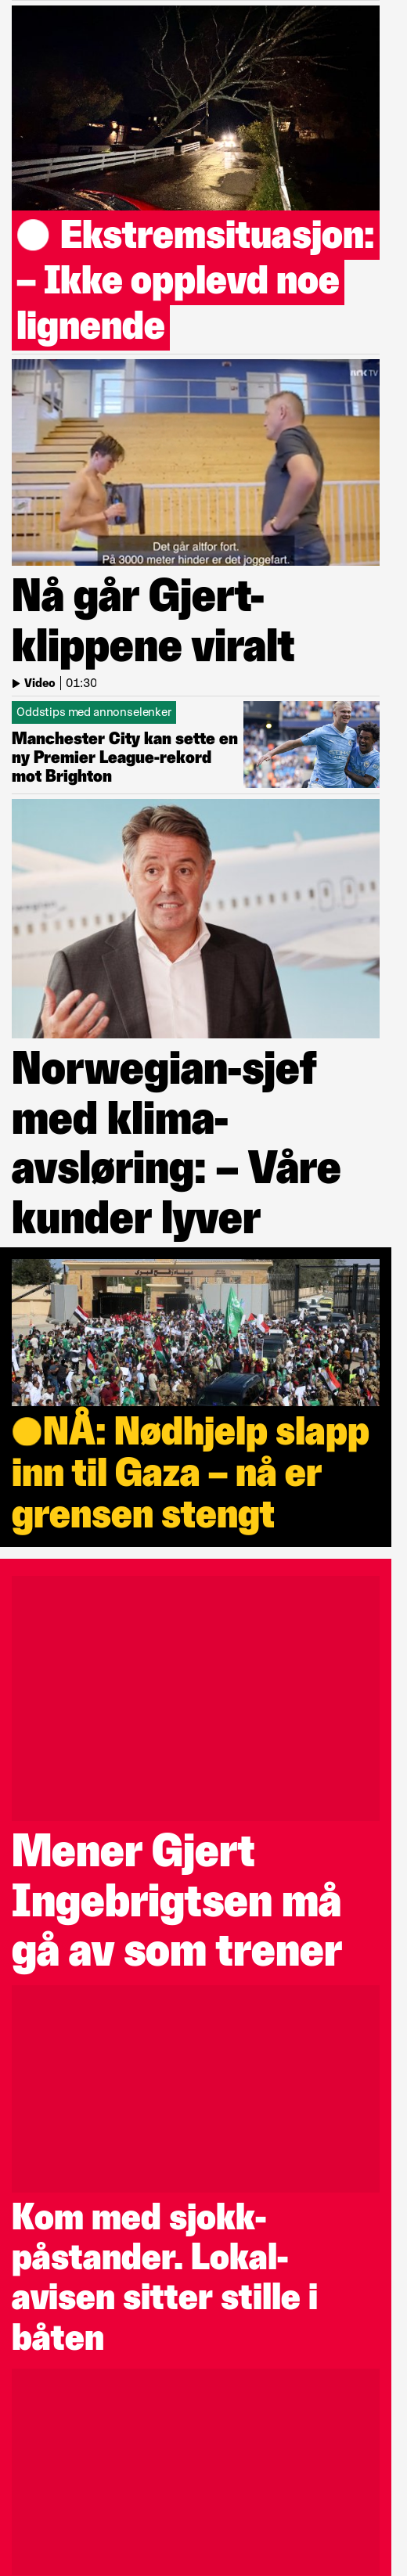 Ekstremsituasjon:
– Ikke opplevd noe
lignende
NRK TV
Det går altfor fort.
På 3000 meter hinder er det joggefart.
Nå går Gjert-
klippene viralt
Video | 01:30
Oddstips med annonselenker
Manchester City kan sette en
ny Premier League-rekord
mot Brighton
Norwegian-sjef
med klima-
avsløring: – Våre
kunder lyver
NÅ: Nødhjelp slapp
inn til Gaza – nå er
grensen stengt
Mener Gjert
Ingebrigtsen må
gå av som trener
Kom med sjokk-
påstander. Lokal-
avisen sitter stille i
båten